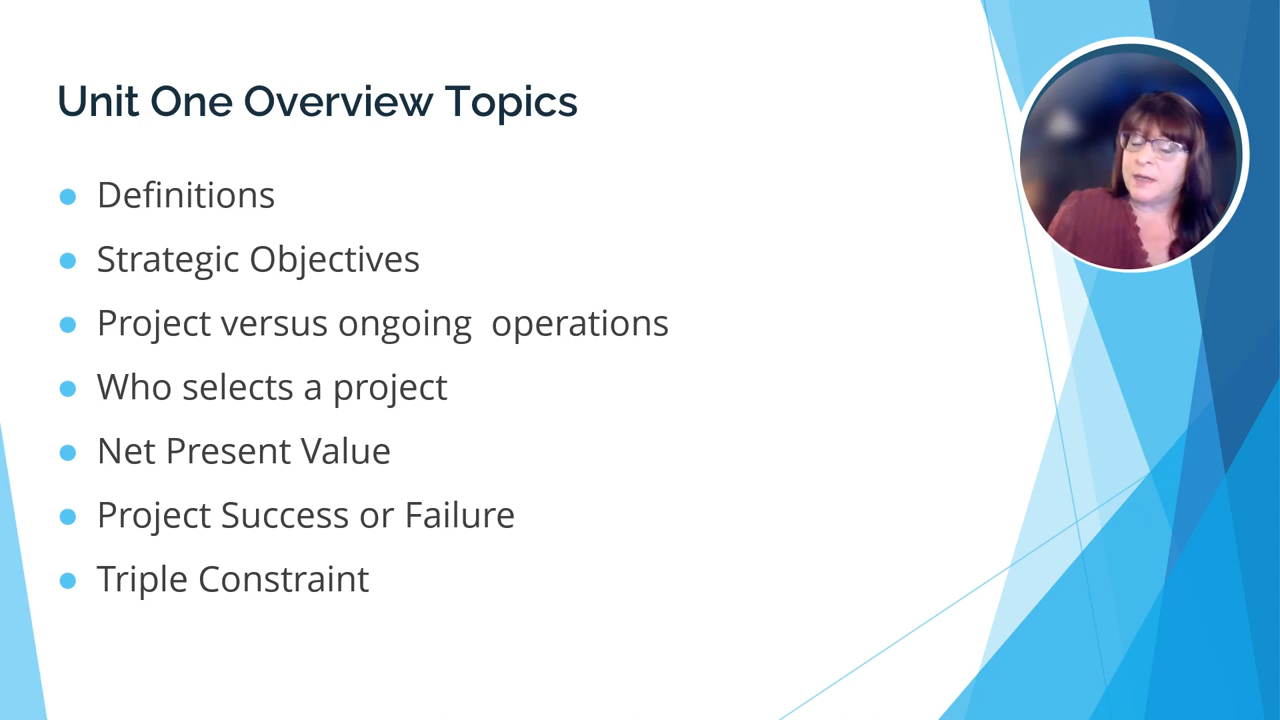 Unit One Overview Topics
Definitions
Strategic Objectives
Project versus ongoing  operations
Who selects a project
Net Present Value
Project Success or Failure
Triple Constraint